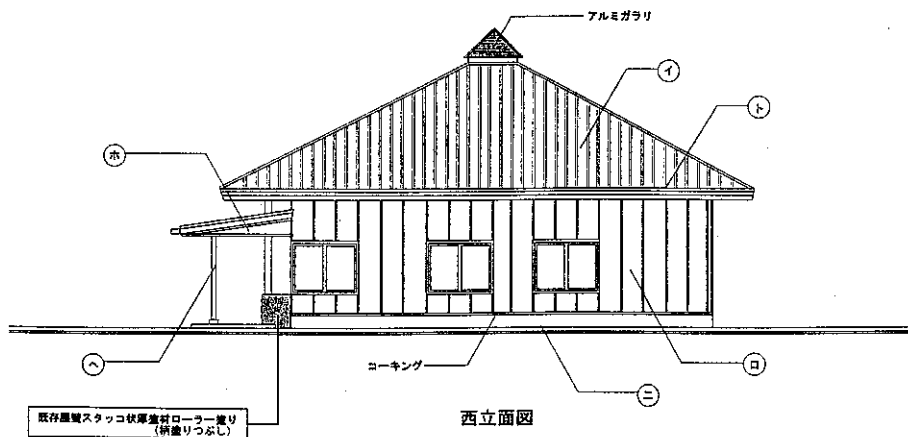 アルミガラリ
イ
ト
ホ
ヘ
コーキング
ロ
ニ
既存腰壁スタッコ状厚塗材ローラー塗り
(柄塗りつぶし)
西立面図